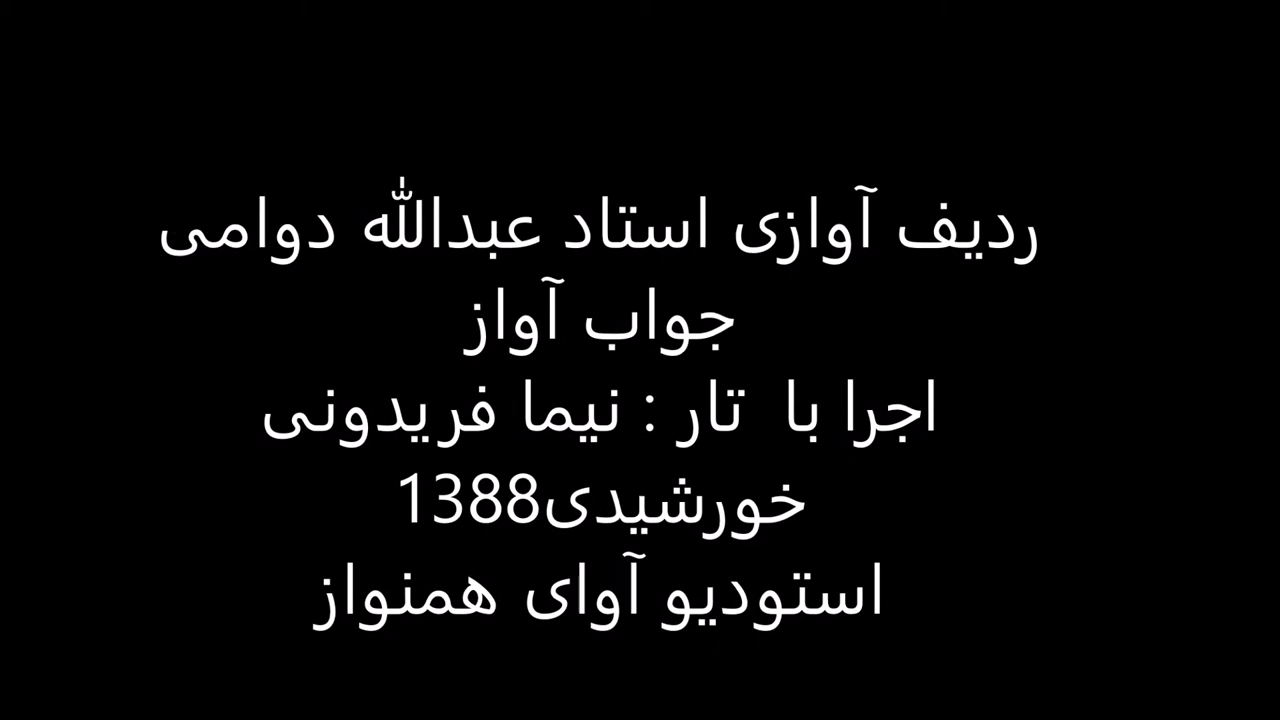 ردیف آوازی استاد عبدالله دوامی
جواب آواز
اجرا با  تار : نیما فریدونی
خورشیدی1388
استودیو آوای همنواز